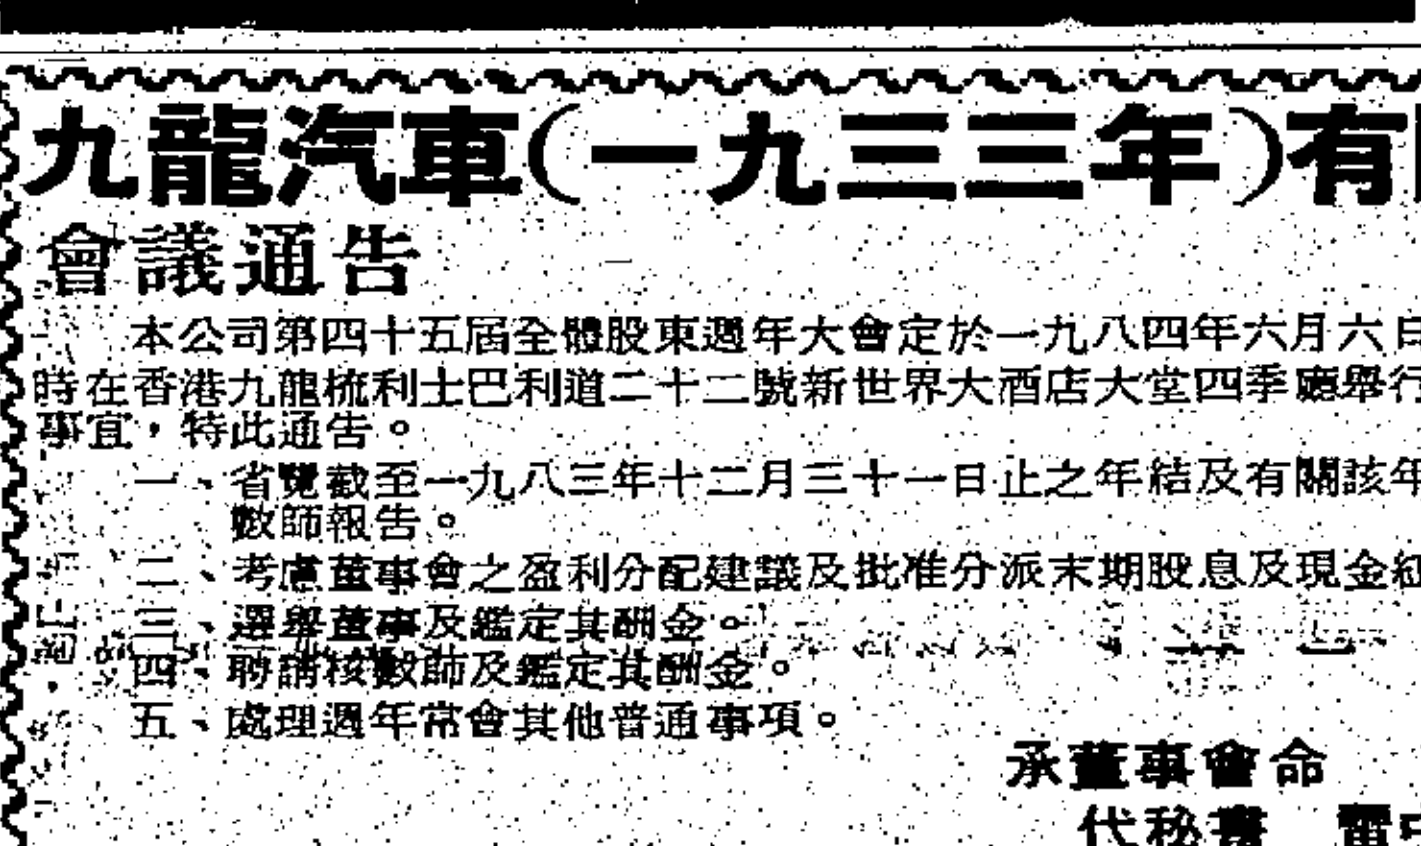 九龍汽車(一九三三年)有
會議通告
本公司第四十五屆全體股東週年大會定於一九八四年六月六日
時在香港九龍梳利士巴利道二十二號新世界大酒店大堂四季廳舉行
事宜，特此通告。
一、省覽截至一九八三年十二月三十一日止之年結及有關該年
數師報告。
二、考慮董事會之盈利分配建議及批准分派末期股息及現金紅
三、選舉董事及鑑定其酬金。
四、聘請核數師及鑑定其酬金。
五、處理週年常會其他普通事項。
承董事會命
代秘書 雷中